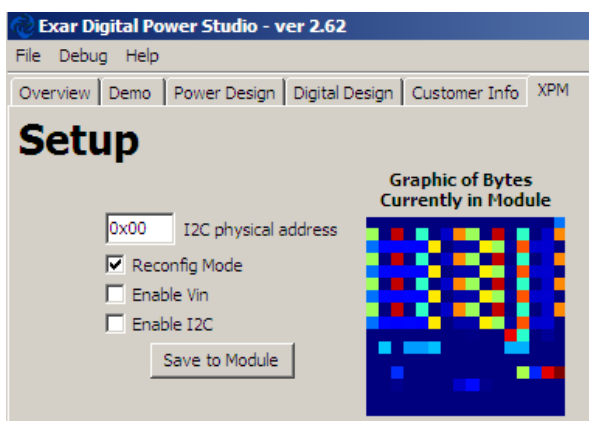 Exar Digital Power Studio - ver 2.62
File Debug Help
Overview Demo Power Design Digital Design Customer Info XPM
Setup
Graphic of Bytes
Currently in Module
0x00 I2C physical address
Reconfig Mode
Enable Vin
Enable I2C
Save to Module